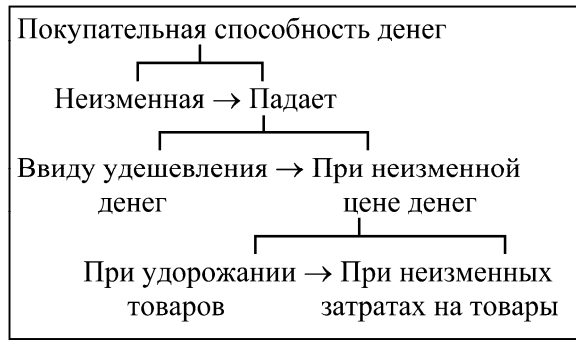 Покупательная способность денег
Неизменная → Падает
Ввиду удешевления → При неизменной
денег цене денег
При удорожании → При неизменных
товаров затратах на товары